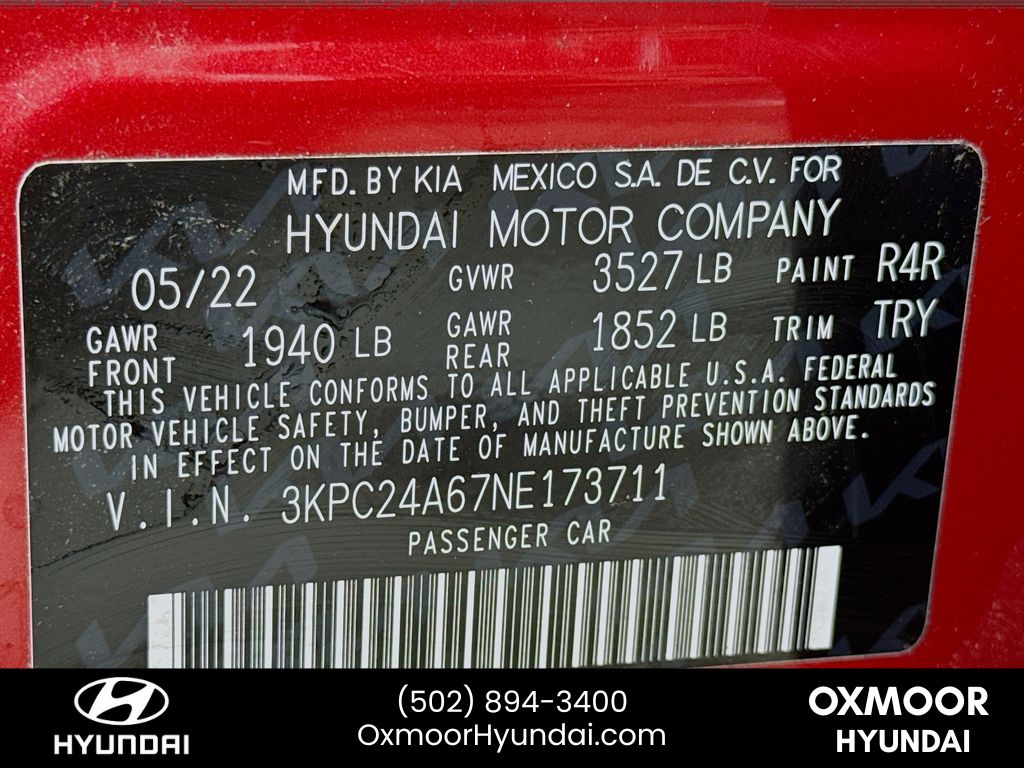 MFD. BY KIA MEXICO S.A. DE C.V. FOR
HYUNDAI MOTOR COMPANY
05/22 GVWR 3527 LB PAINT R4R
GAWR FRONT 1940 LB GAWR REAR 1852 LB TRIM TRY
THIS VEHICLE CONFORMS TO ALL APPLICABLE U.S.A. FEDERAL
MOTOR VEHICLE SAFETY, BUMPER, AND THEFT PREVENTION STANDARDS
IN EFFECT ON THE DATE OF MANUFACTURE SHOWN ABOVE.
V.I.N. 3KPC24A67NE173711
PASSENGER CAR
HYUNDAI
(502) 894-3400
OxmoorHyundai.com
OXMOOR
HYUNDAI